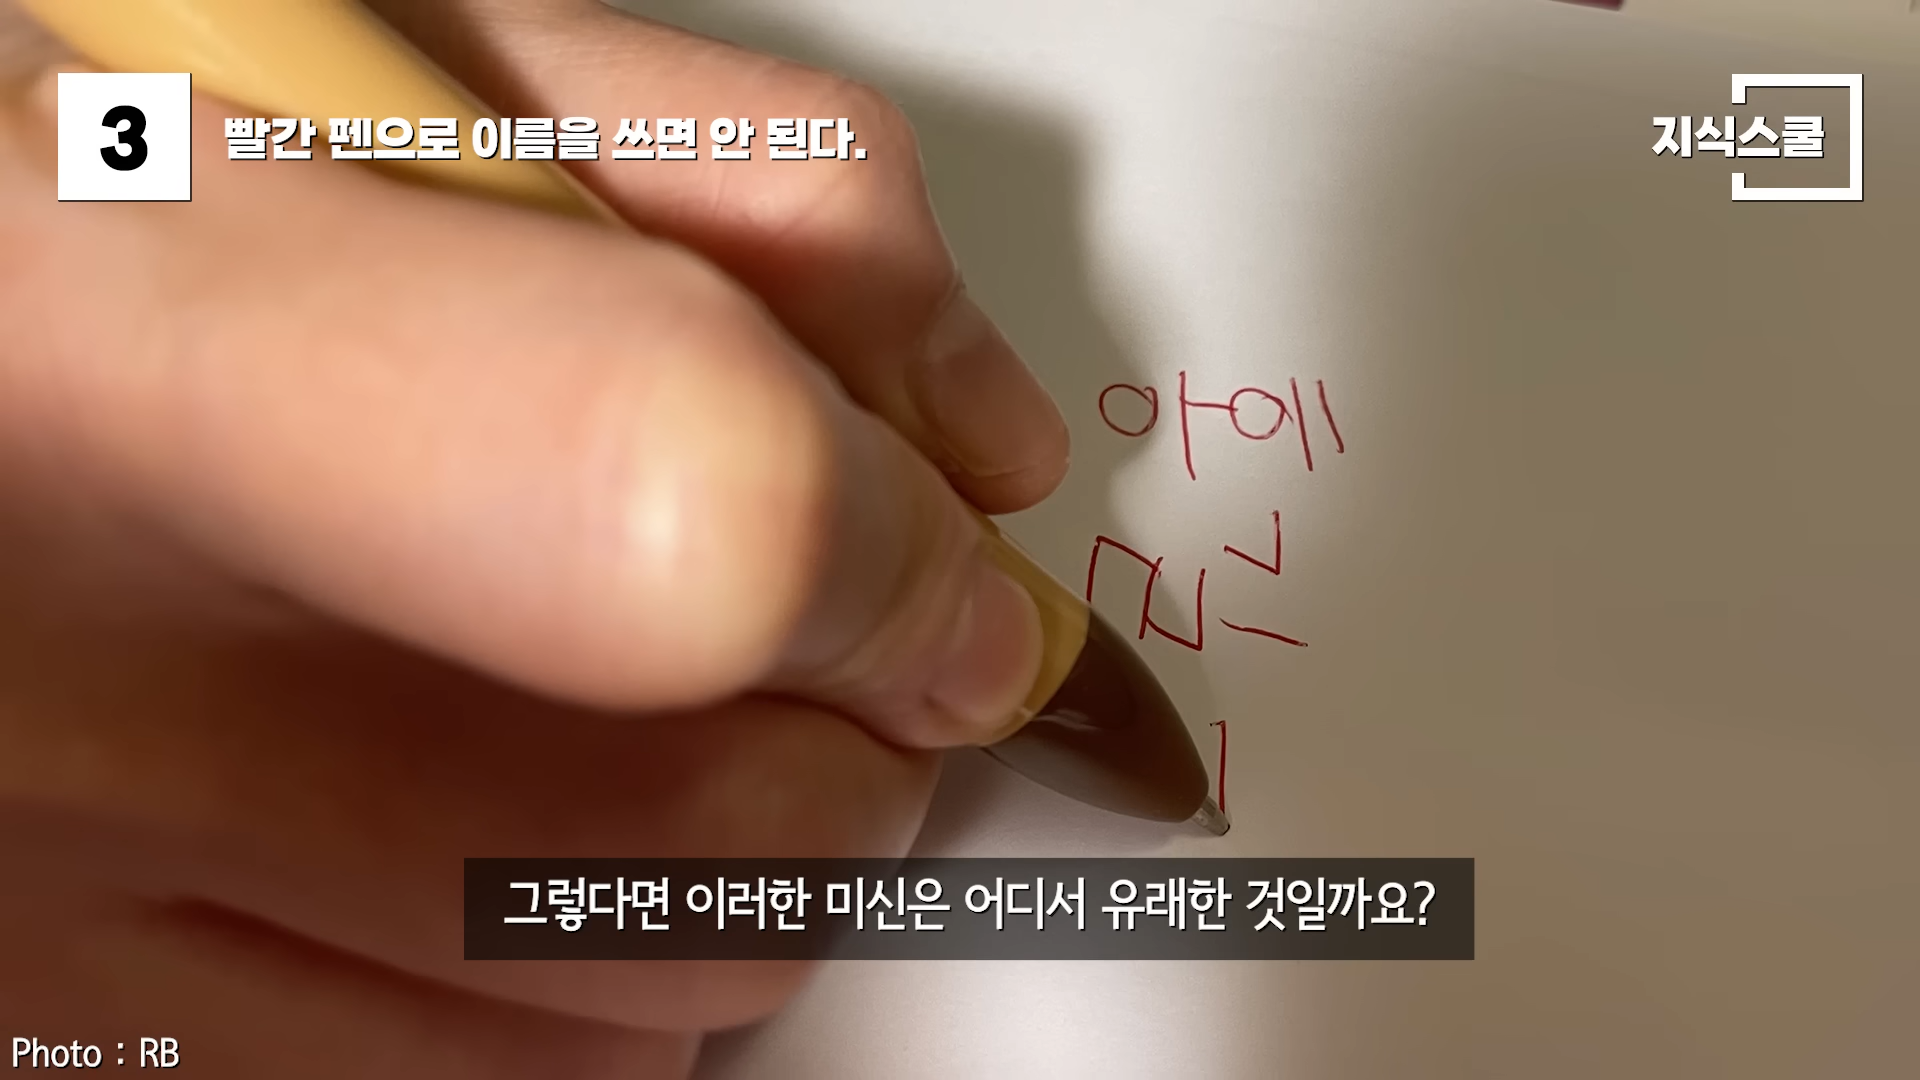 3 빨간 펜으로 이름을 쓰면 안 된다.
지식스쿨
아에
그렇다면 이러한 미신은 어디서 유래한 것일까요?
Photo : RB